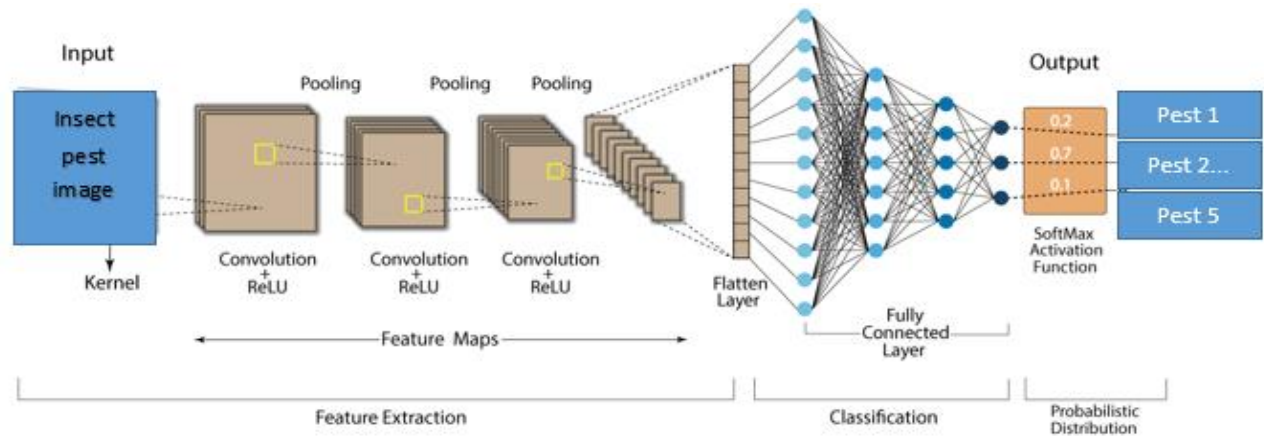 Input
Insect
pest
image
Kernel
Pooling
Pooling
Pooling
Convolution
+
ReLU
Convolution
+
ReLU
Convolution
+
ReLU
Feature Maps
Flatten
Layer
Fully
Connected
Layer
Output
0.2
0.7
0.1
SoftMax
Activation
Function
Pest 1
Pest 2...
Pest 5
Feature Extraction
Classification
Probabilistic
Distribution